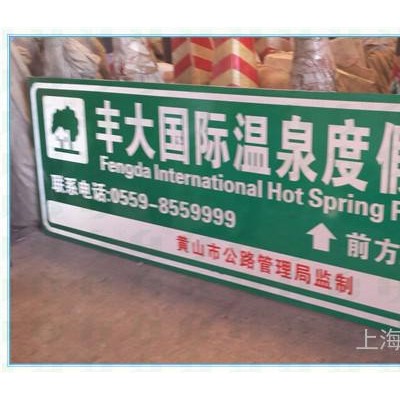 丰大国际温泉度假
Fengda International Hot Spring
联系电话:0559-8559999
前方
黄山市公路管理局监制
上海